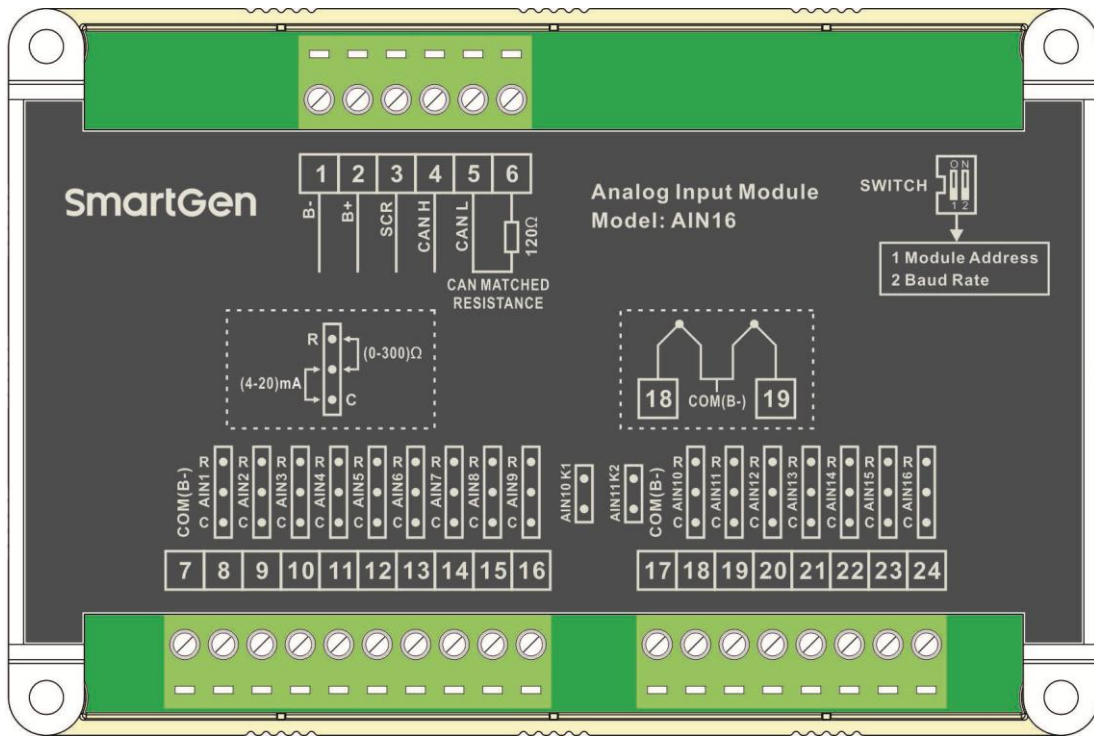 1 2 3 4 5 6
B- B+ SCR CAN H CAN L 120Ω
CAN MATCHED
RESISTANCE
SmartGen
Analog Input Module
Model: AIN16
SWITCH
ON
1 2
1 Module Address
2 Baud Rate
R
(0-300)Ω
(4-20)mA
C
18 COM(B-) 19
COM(B-)
R AIN1 C
R AIN2 C
R AIN3 C
R AIN4 C
R AIN5 C
R AIN6 C
R AIN7 C
R AIN8 C
R AIN9 C
AIN10 K1
AIN11 K2
COM(B-)
R AIN10 C
R AIN11 C
R AIN12 C
R AIN13 C
R AIN14 C
R AIN15 C
R AIN16 C
7 8 9 10 11 12 13 14 15 16
17 18 19 20 21 22 23 24